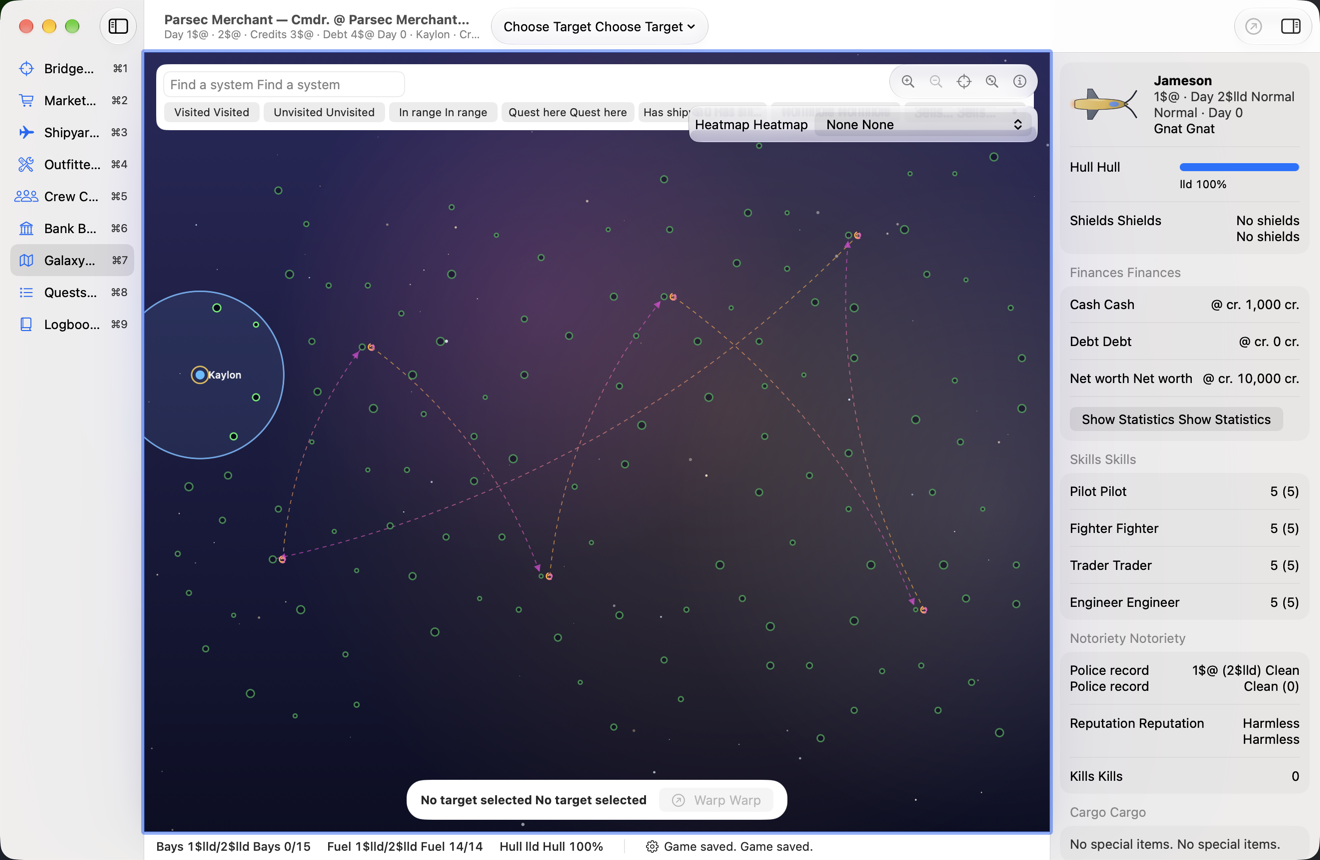 Parsec Merchant — Cmdr. @ Parsec Merchant...
Day 1$@ · 2$@ · Credits 3$@ · Debt 4$@ Day 0 · Kaylon · Cr...
Choose Target Choose Target
Bridge... ⌘1
Market... ⌘2
Shipyar... ⌘3
Outfitte... ⌘4
Crew C... ⌘5
Bank B... ⌘6
Galaxy... ⌘7
Quests... ⌘8
Logboo... ⌘9
Find a system Find a system
Visited Visited
Unvisited Unvisited
In range In range
Quest here Quest here
Has ship
Heatmap Heatmap
None None
Kaylon
No target selected No target selected
Warp Warp
Bays 1$lld/2$lld Bays 0/15
Fuel 1$lld/2$lld Fuel 14/14
Hull lld Hull 100%
Game saved. Game saved.
Jameson
1$@ · Day 2$lld Normal
Normal · Day 0
Gnat Gnat
Hull Hull
lld 100%
Shields Shields
No shields
No shields
Finances Finances
Cash Cash @ cr. 1,000 cr.
Debt Debt @ cr. 0 cr.
Net worth Net worth @ cr. 10,000 cr.
Show Statistics Show Statistics
Skills Skills
Pilot Pilot 5 (5)
Fighter Fighter 5 (5)
Trader Trader 5 (5)
Engineer Engineer 5 (5)
Notoriety Notoriety
Police record 1$@ (2$lld) Clean
Police record Clean (0)
Reputation Reputation Harmless
Harmless
Kills Kills 0
Cargo Cargo
No special items. No special items.